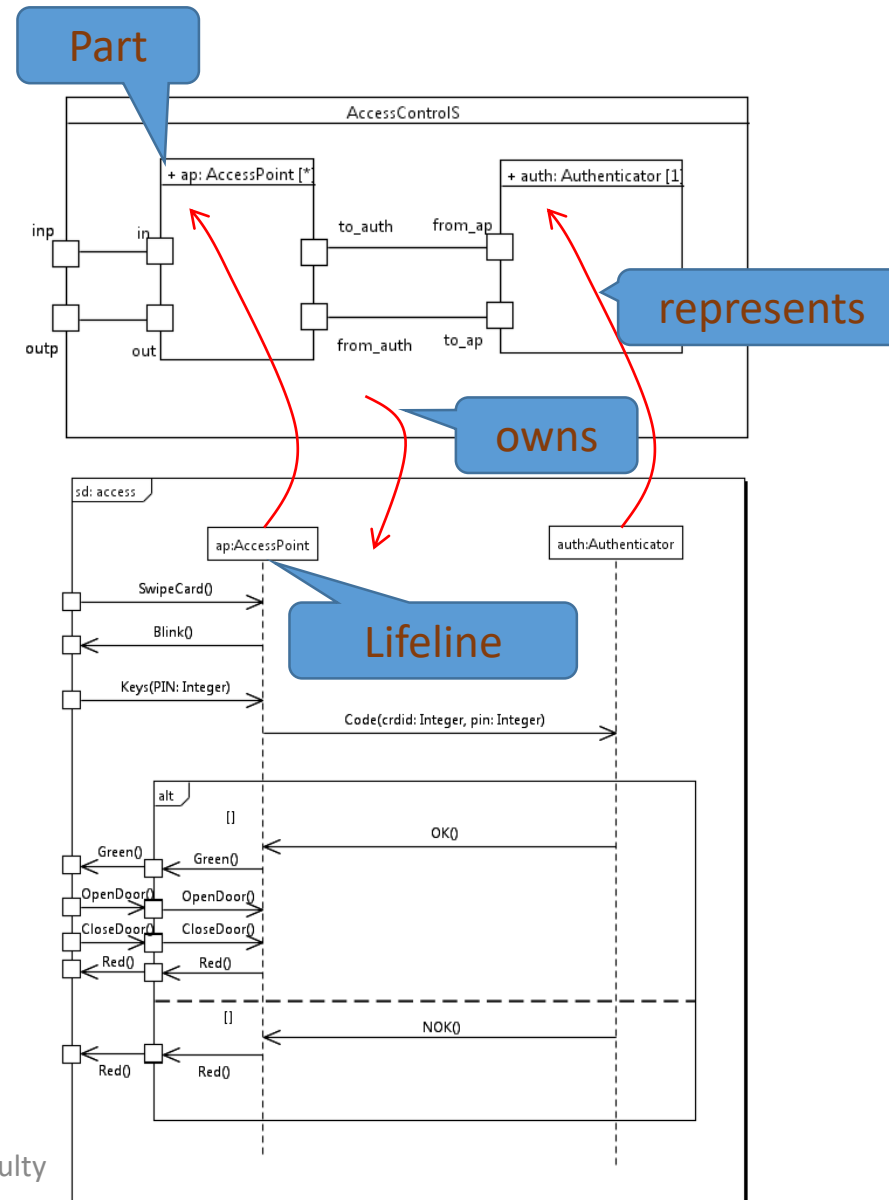 Part
AccessControlS
+ ap: AccessPoint [*]
+ auth: Authenticator [1]
inp
in
to_auth
from_ap
represents
outp
out
from_auth
to_ap
owns
sd: access
ap:AccessPoint
auth:Authenticator
SwipeCard()
Lifeline
Blink()
Keys(PIN: Integer)
Code(crdid: Integer, pin: Integer)
alt
[]
OK()
Green()
Green()
OpenDoor()
OpenDoor()
CloseDoor()
CloseDoor()
Red()
Red()
[]
NOK()
Red()
Red()
ulty